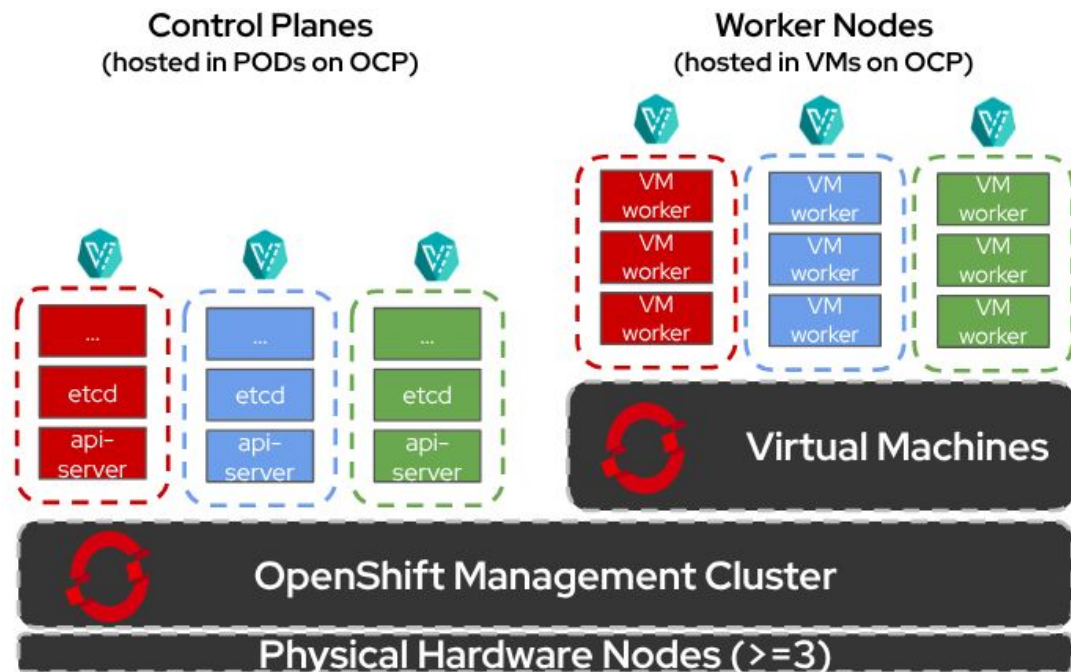 Control Planes
(hosted in PODs on OCP)
Worker Nodes
(hosted in VMs on OCP)
VM
worker
VM
worker
VM
worker
VM
worker
VM
worker
VM
worker
VM
worker
VM
worker
VM
worker
...
etcd
api-
server
...
etcd
api-
server
...
etcd
api-
server
Virtual Machines
OpenShift Management Cluster
Physical Hardware Nodes (>=3)